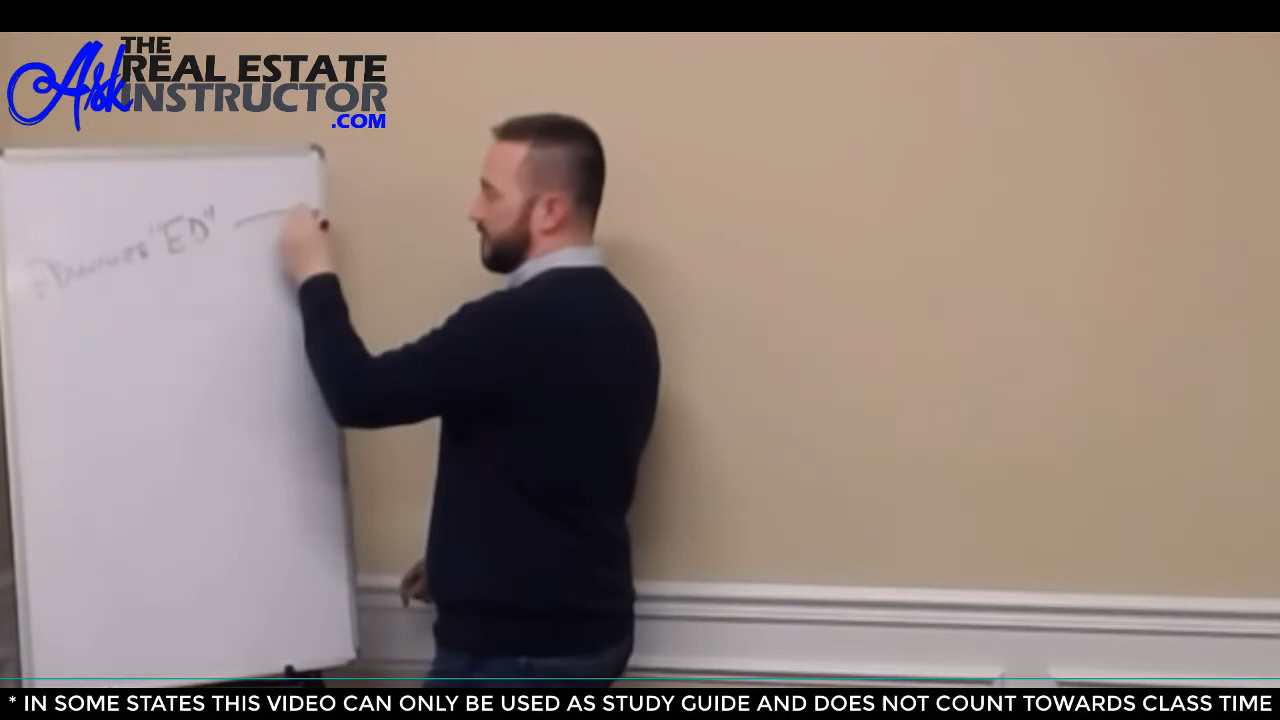 Ask THE
REAL ESTATE
INSTRUCTOR
.COM
"ED"
* IN SOME STATES THIS VIDEO CAN ONLY BE USED AS STUDY GUIDE AND DOES NOT COUNT TOWARDS CLASS TIME